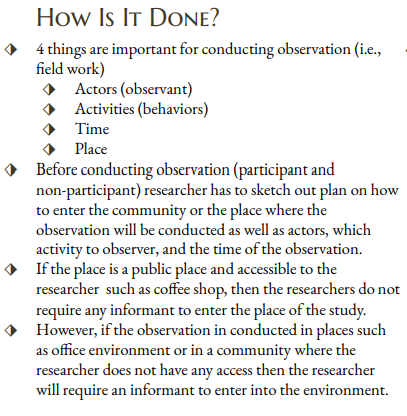 How Is It Done?
4 things are important for conducting observation (i.e.,
field work)
Actors (observant)
Activities (behaviors)
Time
Place
Before conducting observation (participant and
non-participant) researcher has to sketch out plan on how
to enter the community or the place where the
observation will be conducted as well as actors, which
activity to observer, and the time of the observation.
If the place is a public place and accessible to the
researcher such as coffee shop, then the researchers do not
require any informant to enter the place of the study.
However, if the observation in conducted in places such
as office environment or in a community where the
researcher does not have any access then the researcher
will require an informant to enter into the environment.